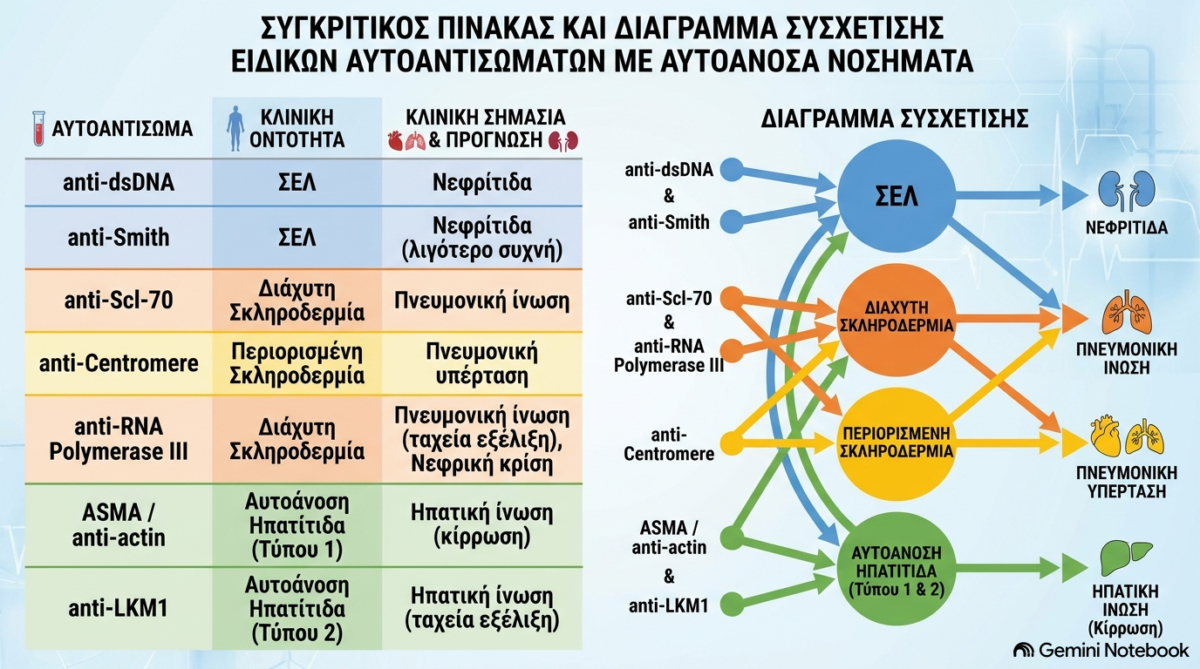 ΣΥΓΚΡΙΤΙΚΟΣ ΠΙΝΑΚΑΣ ΚΑΙ ΔΙΑΓΡΑΜΜΑ ΣΥΣΧΕΤΙΣΗΣ
ΕΙΔΙΚΩΝ ΑΥΤΟΑΝΤΙΣΩΜΑΤΩΝ ΜΕ ΑΥΤΟΑΝΟΣΑ ΝΟΣΗΜΑΤΑ
ΑΥΤΟΑΝΤΙΣΩΜΑ
ΚΛΙΝΙΚΗ
ΟΝΤΟΤΗΤΑ
ΚΛΙΝΙΚΗ ΣΗΜΑΣΙΑ
& ΠΡΟΓΝΩΣΗ
anti-dsDNA
ΣΕΛ
Νεφρίτιδα
anti-Smith
ΣΕΛ
Νεφρίτιδα
(λιγότερο συχνή)
anti-Scl-70
Διάχυτη
Σκληροδερμία
Πνευμονική ίνωση
anti-Centromere
Περιορισμένη
Σκληροδερμία
Πνευμονική
υπέρταση
anti-RNA
Polymerase III
Διάχυτη
Σκληροδερμία
Πνευμονική ίνωση
(ταχεία εξέλιξη),
Νεφρική κρίση
ASMA /
anti-actin
Αυτοάνοση
Ηπατίτιδα
(Τύπου 1)
Ηπατική ίνωση
(κίρρωση)
anti-LKM1
Αυτοάνοση
Ηπατίτιδα
(Τύπου 2)
Ηπατική ίνωση
(ταχεία εξέλιξη)
ΔΙΑΓΡΑΜΜΑ ΣΥΣΧΕΤΙΣΗΣ
anti-dsDNA
&
anti-Smith
anti-Scl-70
&
anti-RNA
Polymerase III
anti-
Centromere
ASMA /
anti-actin
&
anti-LKM1
ΣΕΛ
ΔΙΑΧΥΤΗ
ΣΚΛΗΡΟΔΕΡΜΙΑ
ΠΕΡΙΟΡΙΣΜΕΝΗ
ΣΚΛΗΡΟΔΕΡΜΙΑ
ΑΥΤΟΑΝΟΣΗ
ΗΠΑΤΙΤΙΔΑ
(Τύπου 1 & 2)
ΝΕΦΡΙΤΙΔΑ
ΠΝΕΥΜΟΝΙΚΗ
ΙΝΩΣΗ
ΠΝΕΥΜΟΝΙΚΗ
ΥΠΕΡΤΑΣΗ
ΗΠΑΤΙΚΗ
ΙΝΩΣΗ
(Κίρρωση)
Gemini Notebook